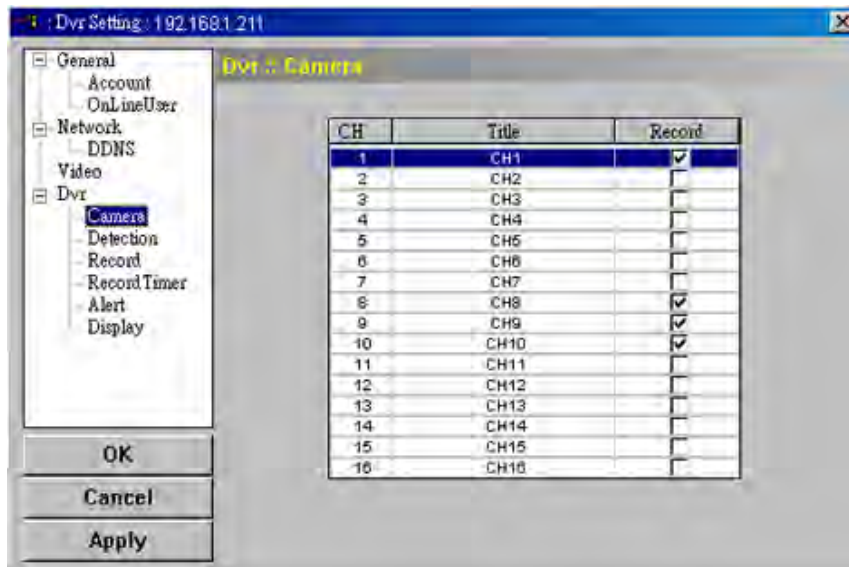 : Dvr Setting : 192.168.1.211
General
Account
OnLineUser
Network
DDNS
Video
Dvr
Camera
Detection
Record
Record Timer
Alert
Display
OK
Cancel
Apply
Dvr :: Camera
CH Title Record
1 CH1
2 CH2
3 CH3
4 CH4
5 CH5
6 CH6
7 CH7
8 CH8
9 CH9
10 CH10
11 CH11
12 CH12
13 CH13
14 CH14
15 CH15
16 CH16